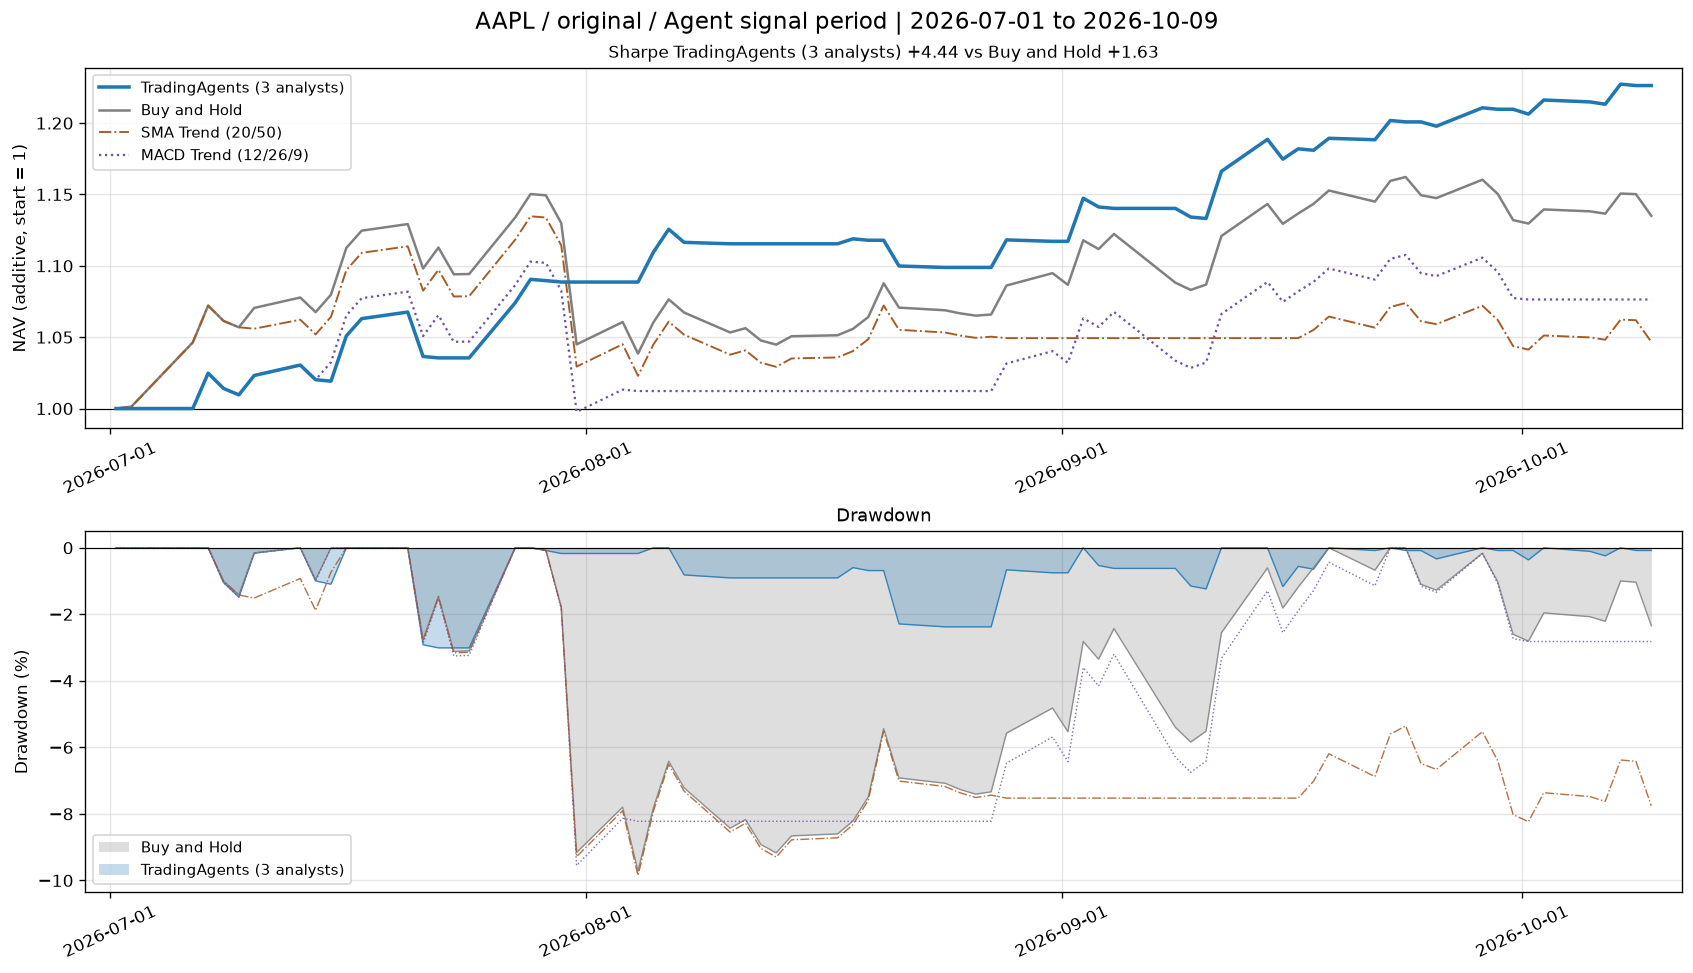 AAPL / original / Agent signal period | 2026-07-01 to 2026-10-09
Sharpe TradingAgents (3 analysts) +4.44 vs Buy and Hold +1.63
TradingAgents (3 analysts)
Buy and Hold
SMA Trend (20/50)
MACD Trend (12/26/9)
NAV (additive, start = 1)
1.20
1.15
1.10
1.05
1.00
2026-07-01
2026-08-01
2026-09-01
2026-10-01
Drawdown
Drawdown (%)
0
−2
−4
−6
−8
−10
Buy and Hold
TradingAgents (3 analysts)
2026-07-01
2026-08-01
2026-09-01
2026-10-01